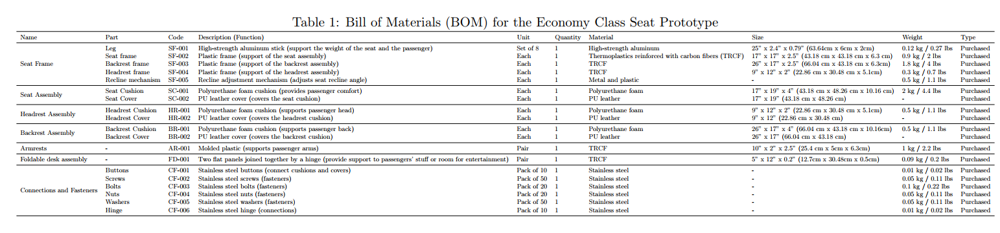 Table 1: Bill of Materials (BOM) for the Economy Class Seat Prototype
Name Part Code Description (Function) Unit Quantity Material Size Weight Type
Leg SF-001 High-strength aluminum stick (support the weight of the seat and the passenger) Set of 8 1 High-strength aluminum 25" x 2.4" x 0.79" (63.64cm x 6cm x 2cm) 0.12 kg / 0.27 lbs Purchased
Seat frame SF-002 Plastic frame (support of the seat assembly) Each 1 Thermoplastics reinforced with carbon fibers (TRCF) 17" x 17" x 2.5" (43.18 cm x 43.18 cm x 6.3 cm) 0.9 kg / 2 lbs Purchased
Seat Frame Backrest frame SF-003 Plastic frame (support of the backrest assembly) Each 1 TRCF 26" x 17" x 2.5" (66.04 cm x 43.18 cm x 6.3cm) 1.8 kg / 4 lbs Purchased
Headrest frame SF-004 Plastic frame (support of the headrest assembly) Each 1 TRCF 9" x 12" x 2" (22.86 cm x 30.48 cm x 5.1cm) 0.3 kg / 0.7 lbs Purchased
Recline mechanism SF-005 Recline adjustment mechanism (adjusts seat recline angle) Each 1 Metal and plastic - 0.5 kg / 1.1 lbs Purchased
Seat Assembly Seat Cushion SC-001 Polyurethane foam cushion (provides passenger comfort) Each 1 Polyurethane foam 17" x 19" x 4" (43.18 cm x 48.26 cm x 10.16 cm) 2 kg / 4.4 lbs Purchased
Seat Cover SC-002 PU leather cover (covers the seat cushion) Each 1 PU leather 17" x 19" (43.18 cm x 48.26 cm) - Purchased
Headrest Assembly Headrest Cushion HR-001 Polyurethane foam cushion (supports passenger head) Each 1 Polyurethane foam 9" x 12" x 2" (22.86 cm x 30.48 cm x 5.1cm) 0.5 kg / 1.1 lbs Purchased
Headrest Cover HR-002 PU leather cover (covers the headrest cushion) Each 1 PU leather 9" x 12" (22.86 cm x 30.48 cm) - Purchased
Backrest Assembly Backrest Cushion BR-001 Polyurethane foam cushion (supports passenger back) Each 1 Polyurethane foam 26" x 17" x 4" (66.04 cm x 43.18 cm x 10.16cm) 0.5 kg / 1.1 lbs Purchased
Backrest Cover BR-002 PU leather cover (covers the backrest cushion) Each 1 PU leather 26" x 17" (66.04 cm x 43.18 cm) - Purchased
Armrests - AR-001 Molded plastic (supports passenger arms) Pair 1 TRCF 10" x 2" x 2.5" (25.4 cm x 5cm x 6.3cm) 1 kg / 2.2 lbs Purchased
Foldable desk assembly - FD-001 Two flat panels joined together by a hinge (provide support to passengers' stuff or room for entertainment) Pair 1 TRCF 5" x 12" x 0.2" (12.7cm x 30.48cm x 0.5cm) 0.09 kg / 0.2 lbs Purchased
Buttons CF-001 Stainless steel buttons (connect cushions and covers) Pack of 10 1 Stainless steel - 0.01 kg / 0.02 lbs Purchased
Screws CF-002 Stainless steel screws (fasteners) Pack of 50 1 Stainless steel - 0.05 kg / 0.11 lbs Purchased
Connections and Fasteners Bolts CF-003 Stainless steel bolts (fasteners) Pack of 20 1 Stainless steel - 0.1 kg / 0.22 lbs Purchased
Nuts CF-004 Stainless steel nuts (fasteners) Pack of 20 1 Stainless steel - 0.05 kg / 0.11 lbs Purchased
Washers CF-005 Stainless steel washers (fasteners) Pack of 50 1 Stainless steel - 0.05 kg / 0.11 lbs Purchased
Hinge CF-006 Stainless steel hinge (connections) Pack of 10 1 Stainless steel - 0.01 kg / 0.02 lbs Purchased